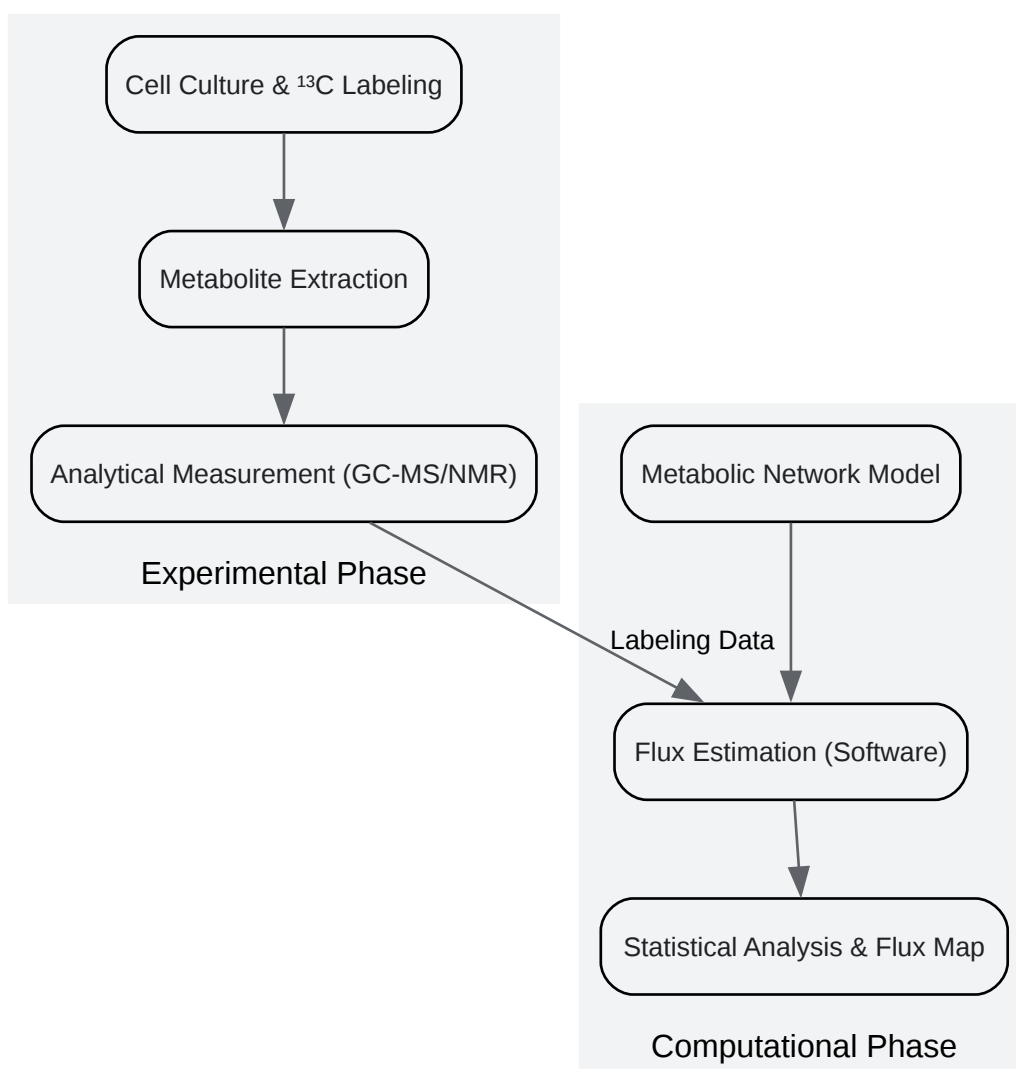 Cell Culture & ¹³C Labeling
Metabolite Extraction
Analytical Measurement (GC-MS/NMR)
Experimental Phase
Metabolic Network Model
Labeling Data
Flux Estimation (Software)
Statistical Analysis & Flux Map
Computational Phase